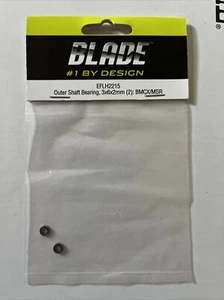 BLADE
#1 BY DESIGN
EFLH2215
Outer Shaft Bearing, 3x6x2mm (2): BMCX/MSR